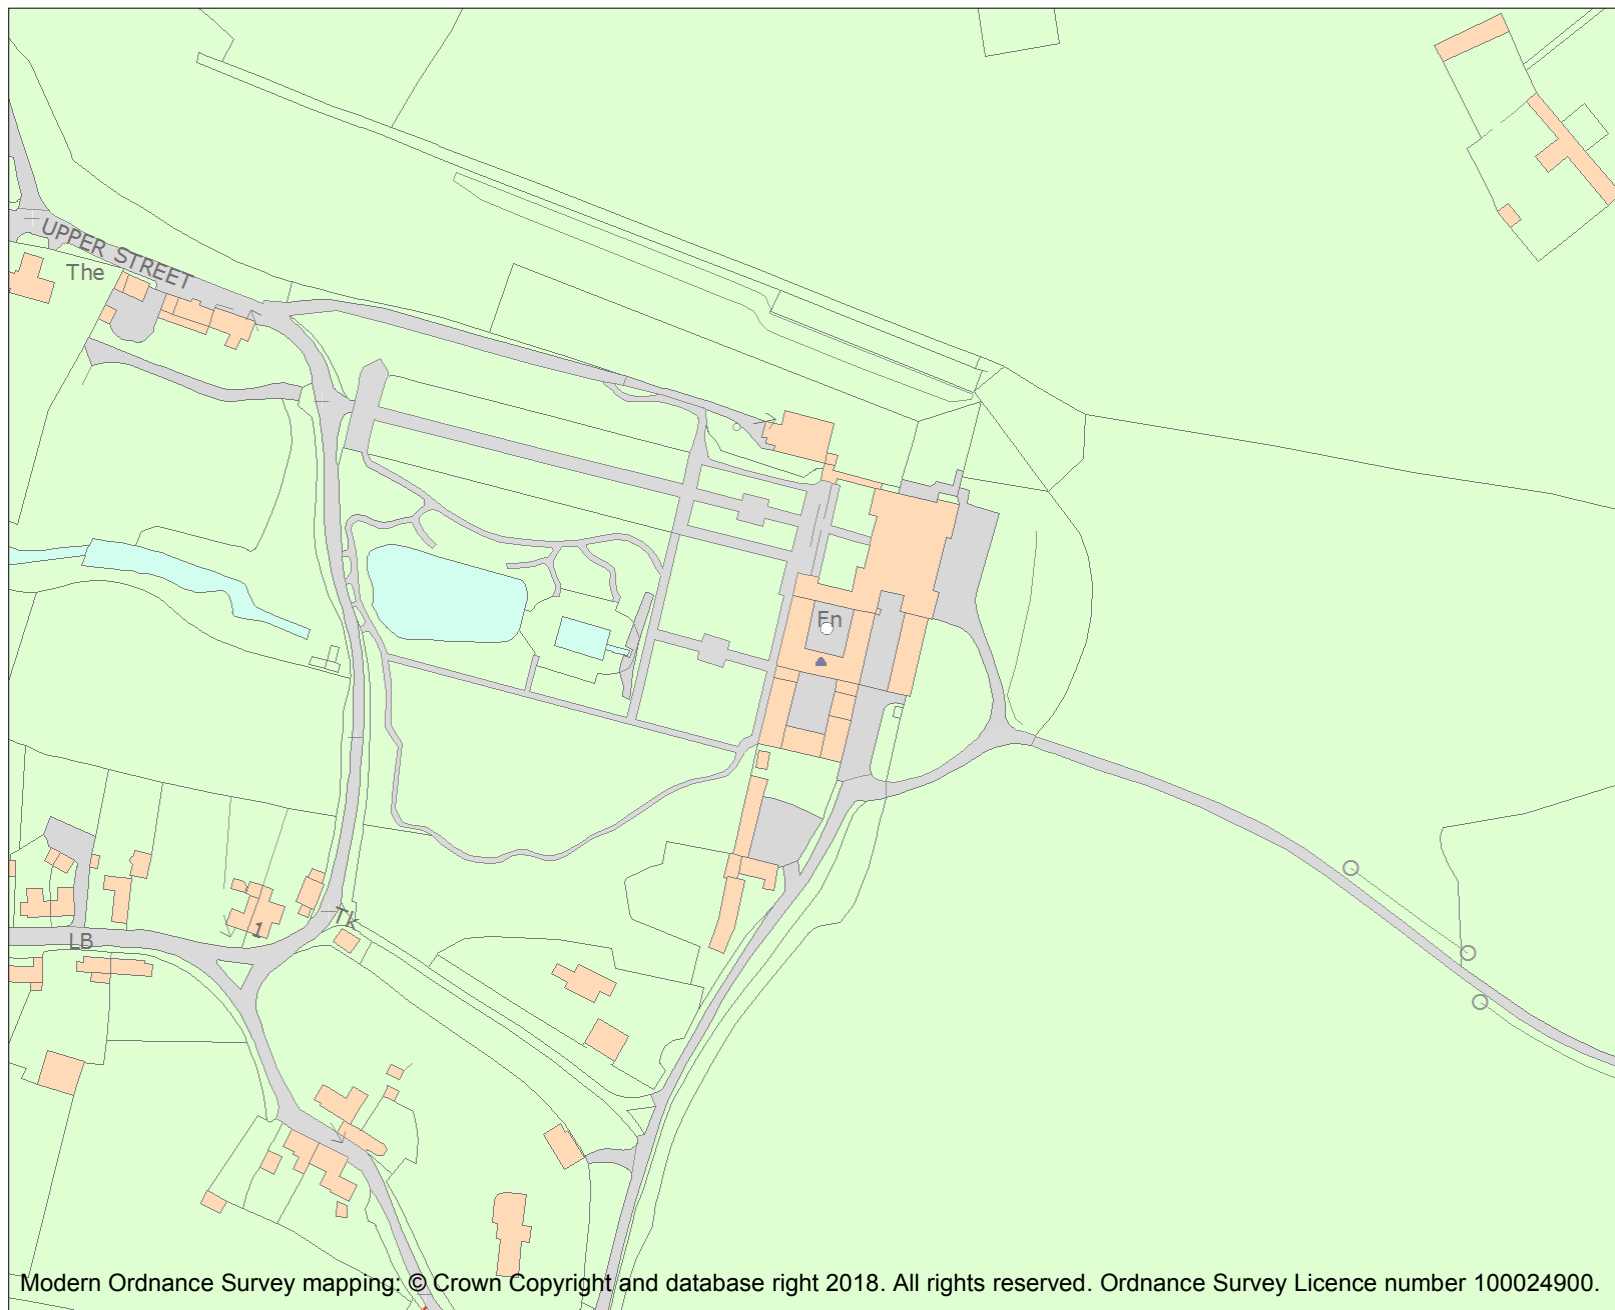 UPPER STREET
The
Fn
Tk
1
LB
Modern Ordnance Survey mapping: © Crown Copyright and database right 2018. All rights reserved. Ordnance Survey Licence number 100024900.